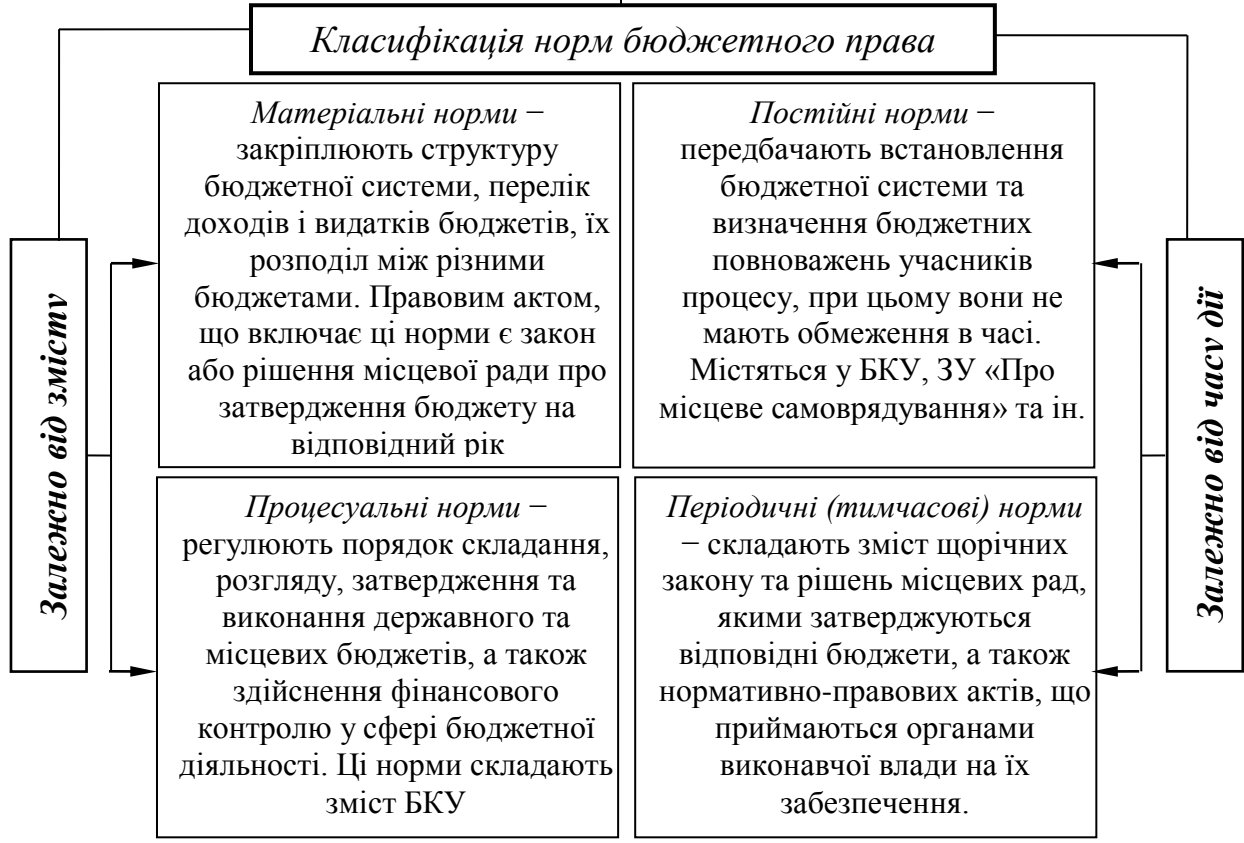 Класифікація норм бюджетного права
Залежно від змісту
Матеріальні норми −
закріплюють структуру
бюджетної системи, перелік
доходів і видатків бюджетів, їх
розподіл між різними
бюджетами. Правовим актом,
що включає ці норми є закон
або рішення місцевої ради про
затвердження бюджету на
відповідний рік
Процесуальні норми −
регулюють порядок складання,
розгляду, затвердження та
виконання державного та
місцевих бюджетів, а також
здійснення фінансового
контролю у сфері бюджетної
діяльності. Ці норми складають
зміст БКУ
Залежно від часу дії
Постійні норми −
передбачають встановлення
бюджетної системи та
визначення бюджетних
повноважень учасників
процесу, при цьому вони не
мають обмеження в часі.
Містяться у БКУ, ЗУ «Про
місцеве самоврядування» та ін.
Періодичні (тимчасові) норми
− складають зміст щорічних
закону та рішень місцевих рад,
якими затверджуються
відповідні бюджети, а також
нормативно-правових актів, що
приймаються органами
виконавчої влади на їх
забезпечення.